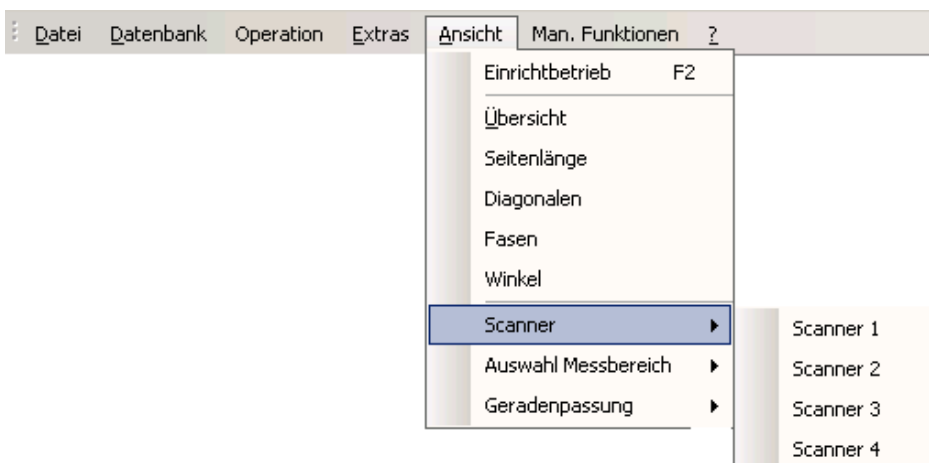 Datei Datenbank Operation Extras Ansicht Man. Funktionen ?
Einrichtbetrieb F2
Übersicht
Seitenlänge
Diagonalen
Fasen
Winkel
Scanner
Auswahl Messbereich
Geradenpassung
Scanner 1
Scanner 2
Scanner 3
Scanner 4